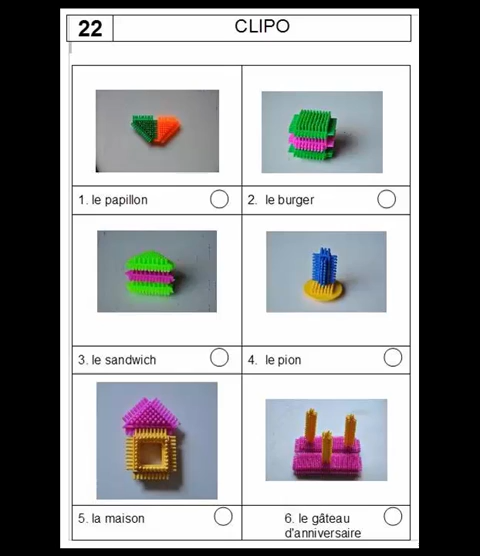 22
CLIPO
1. le papillon
2. le burger
3. le sandwich
4. le pion
5. la maison
6. le gâteau
d'anniversaire